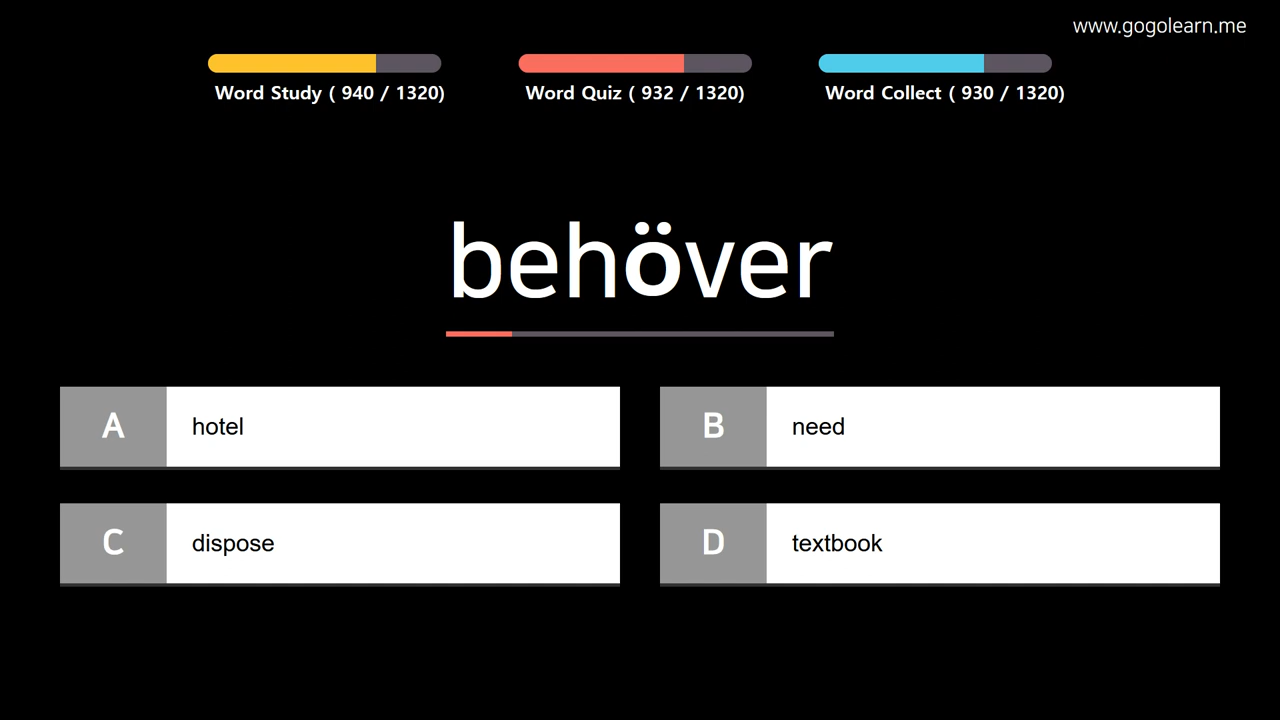 www.gogolearn.me
Word Study ( 940 / 1320)
Word Quiz ( 932 / 1320)
Word Collect ( 930 / 1320)
behöver
A hotel
B need
C dispose
D textbook